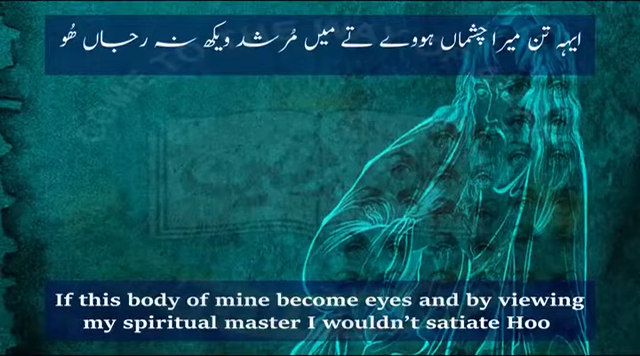 ایہہ تن میرا چشماں ہووے تے میں مُرشد ویکھ نہ رجاں ھُو
If this body of mine become eyes and by viewing
my spiritual master I wouldn't satiate Hoo